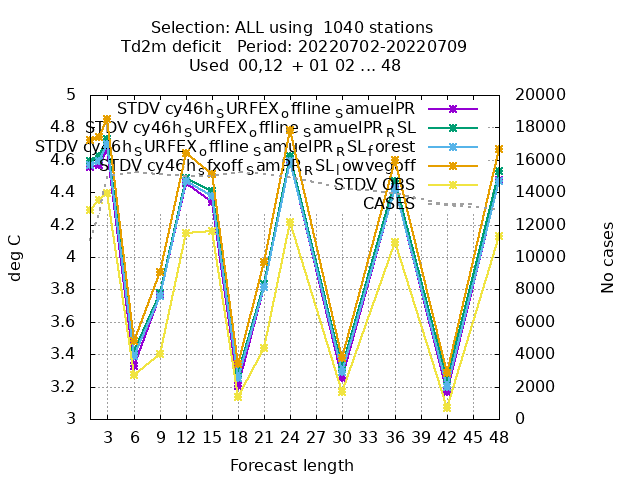 Selection: ALL using  1040 stations
Td2m deficit   Period: 20220702-20220709
Used  00,12  + 01 02 ... 48
STDV cy46h_SURFEX_offline_samuelPR
STDV cy46h_SURFEX_offline_samuelPR_RSL
STDV cy46h_SURFEX_offline_samuelPR_RSL_forest
STDV cy46h_sfxoff_samPR_RSL_lowvegoff
STDV OBS
CASES
deg C
No cases
5
4.8
4.6
4.4
4.2
4
3.8
3.6
3.4
3.2
3
20000
18000
16000
14000
12000
10000
8000
6000
4000
2000
0
3 6 9 12 15 18 21 24 27 30 33 36 39 42 45 48
Forecast length